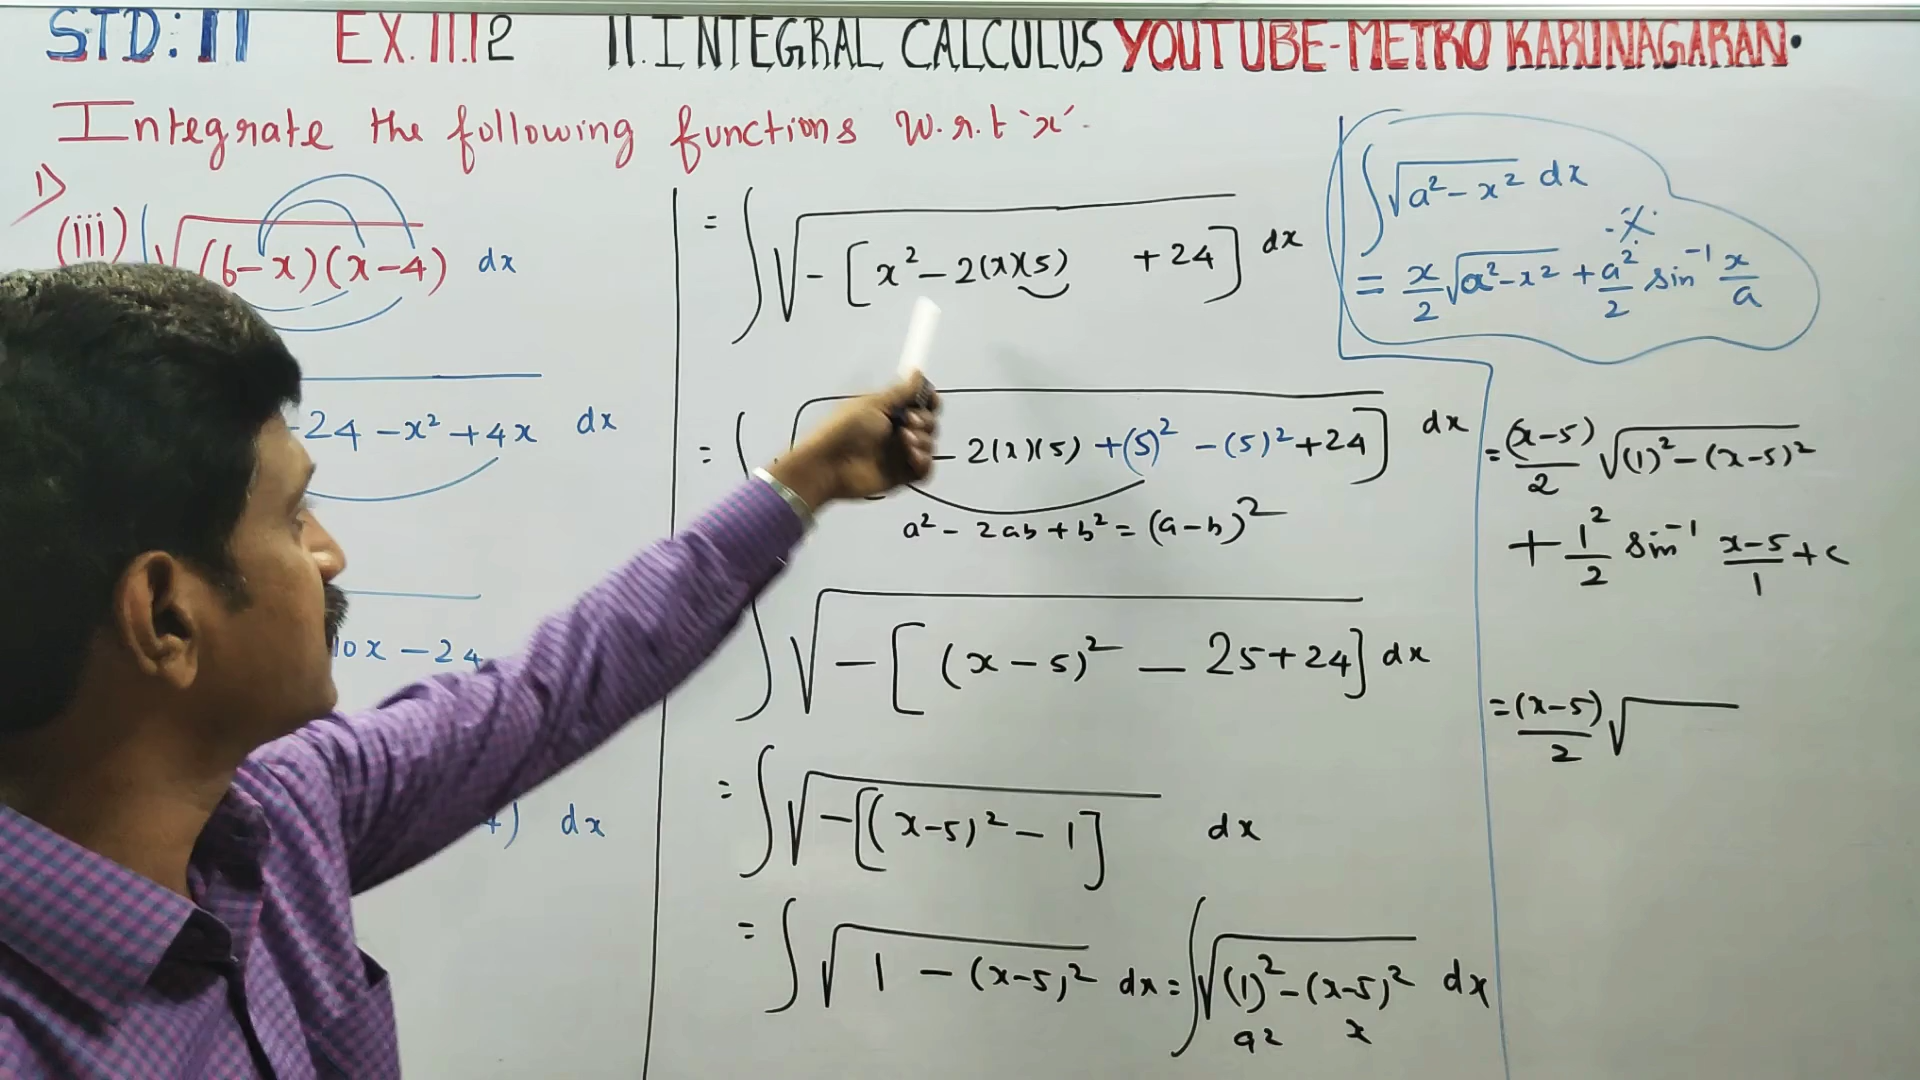 STD: 11 EX. 11.12 11. INTEGRAL CALCULUS YOUTUBE-METRO KARUNAGARAN.
Integrate the following functions w.r.t 'x'.
1)
(iii) ∫ √(6-x)(x-4) dx
-24 - x² + 4x dx
10x - 24
4) dx
= ∫ √-[x² - 2(x)(5) + 24] dx
- 2(x)(5) + (5)² - (5)² + 24] dx
a² - 2ab + b² = (a-b)²
∫ √-[(x-5)² - 25 + 24] dx
= ∫ √-[(x-5)² - 1] dx
= ∫ √1 - (x-5)² dx = ∫ √(1)² - (x-5)² dx
a² x
∫ √a² - x² dx
= x/2 √a² - x² + a²/2 sin⁻¹ x/a
= (x-5)/2 √(1)² - (x-5)²
+ 1²/2 sin⁻¹ x-5/1 + c
= (x-5)/2 √